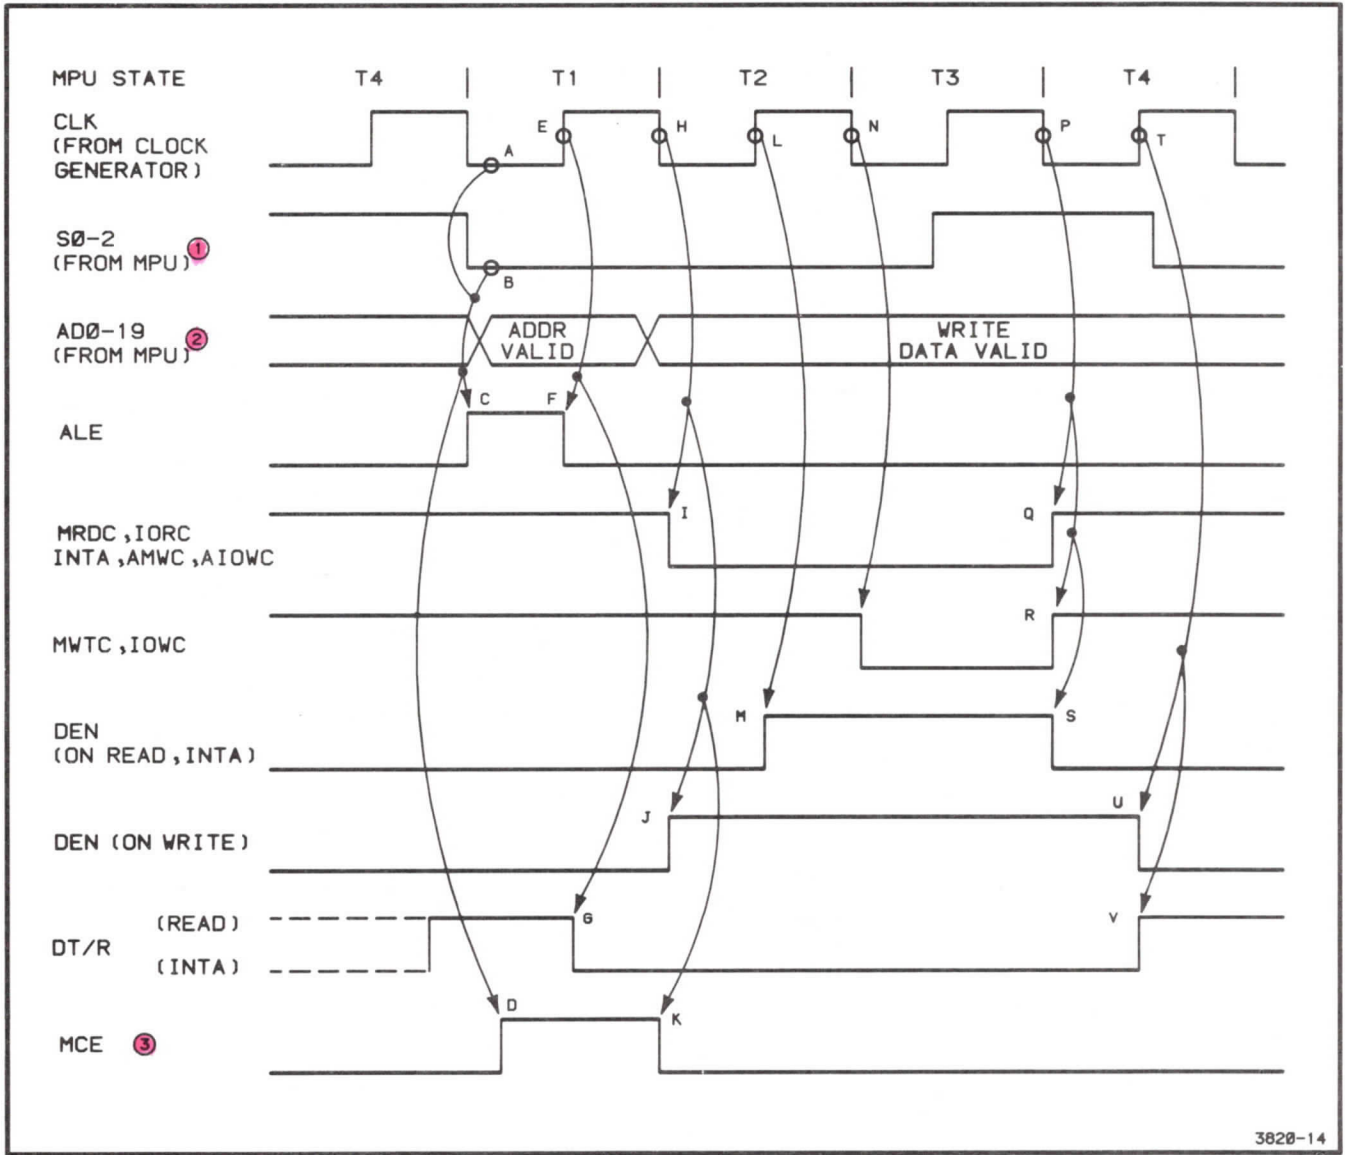 MPU STATE T4 | T1 | T2 | T3 | T4 |
CLK
(FROM CLOCK
GENERATOR)
A E H L N P T
SØ-2
(FROM MPU) 1
B
ADØ-19
(FROM MPU) 2
ADDR
VALID
WRITE
DATA VALID
ALE
C F
MRDC,IORC
INTA,AMWC,AIOWC
I Q
MWTC,IOWC
R
DEN
(ON READ,INTA)
M S
DEN (ON WRITE)
J U
DT/R
(READ)
(INTA)
G V
MCE 3
D K
382Ø-14